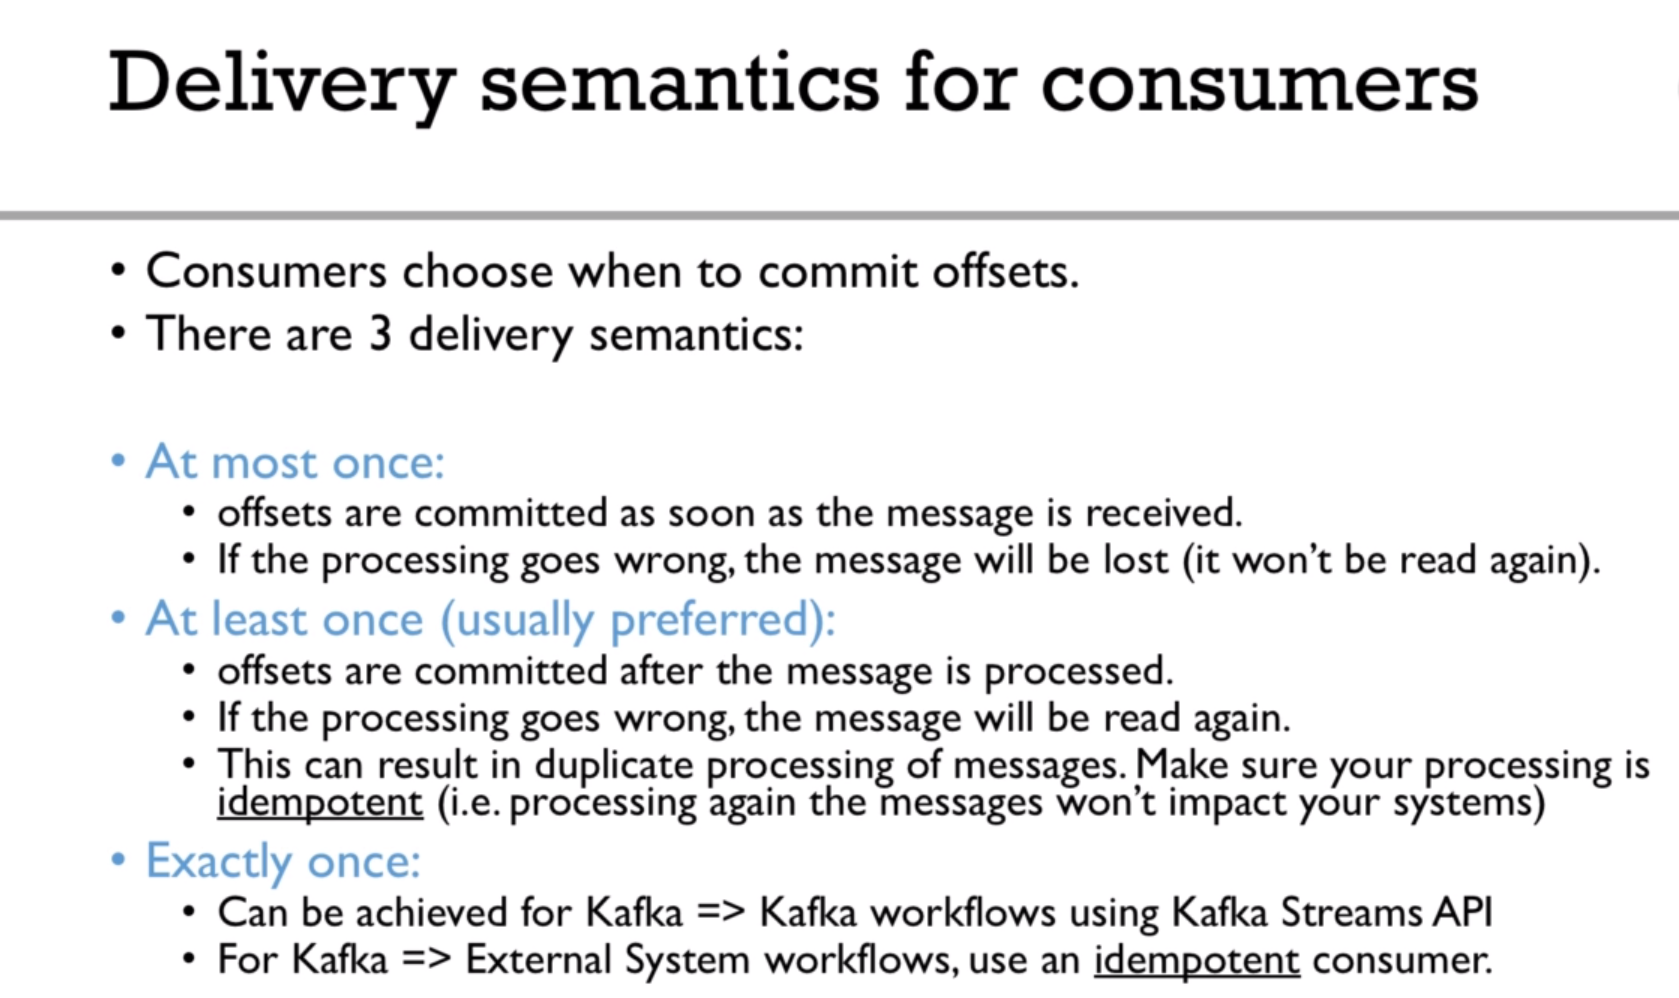 Delivery semantics for consumers
• Consumers choose when to commit offsets.
• There are 3 delivery semantics:
• At most once:
• offsets are committed as soon as the message is received.
• If the processing goes wrong, the message will be lost (it won’t be read again).
• At least once (usually preferred):
• offsets are committed after the message is processed.
• If the processing goes wrong, the message will be read again.
• This can result in duplicate processing of messages. Make sure your processing is
idempotent (i.e. processing again the messages won’t impact your systems)
• Exactly once:
• Can be achieved for Kafka => Kafka workflows using Kafka Streams API
• For Kafka => External System workflows, use an idempotent consumer.